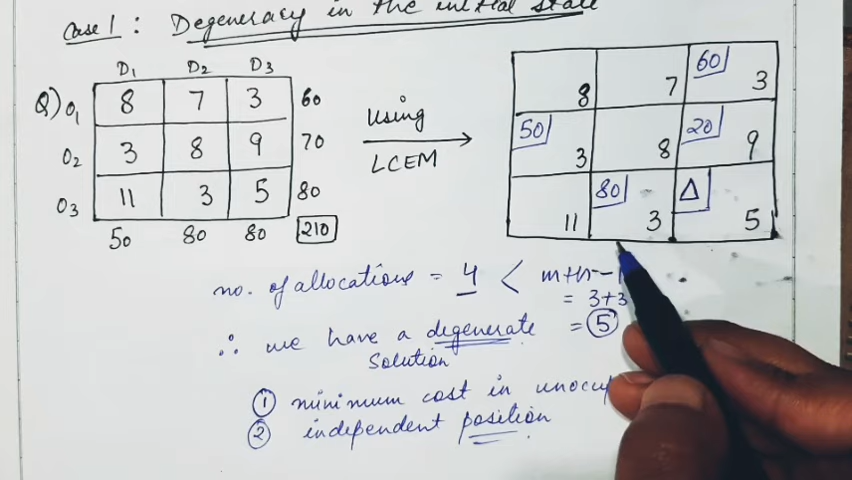 Case 1 : Degeneracy in the initial state
D1 D2 D3
Q) O1 8 7 3 60
O2 3 8 9 70
O3 11 3 5 80
50 80 80 210
Using
LCEM
8 7 60 3
50 3 8 20 9
11 80 3 Δ 5
no. of allocations = 4 < m+n-1
= 3+3
∴ we have a degenerate = 5
solution
1 minimum cost in
2 independent position